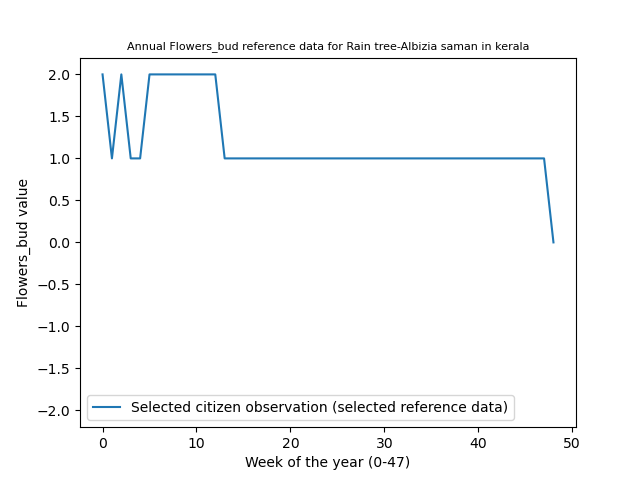 Annual Flowers_bud reference data for Rain tree-Albizia saman in kerala
2.0
1.5
1.0
0.5
0.0
−0.5
−1.0
−1.5
−2.0
Flowers_bud value
Selected citizen observation (selected reference data)
0 10 20 30 40 50
Week of the year (0-47)